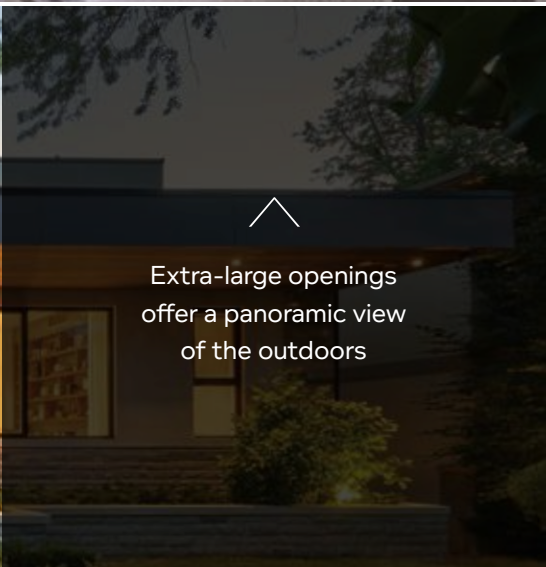 Extra-large openings
offer a panoramic view
of the outdoors